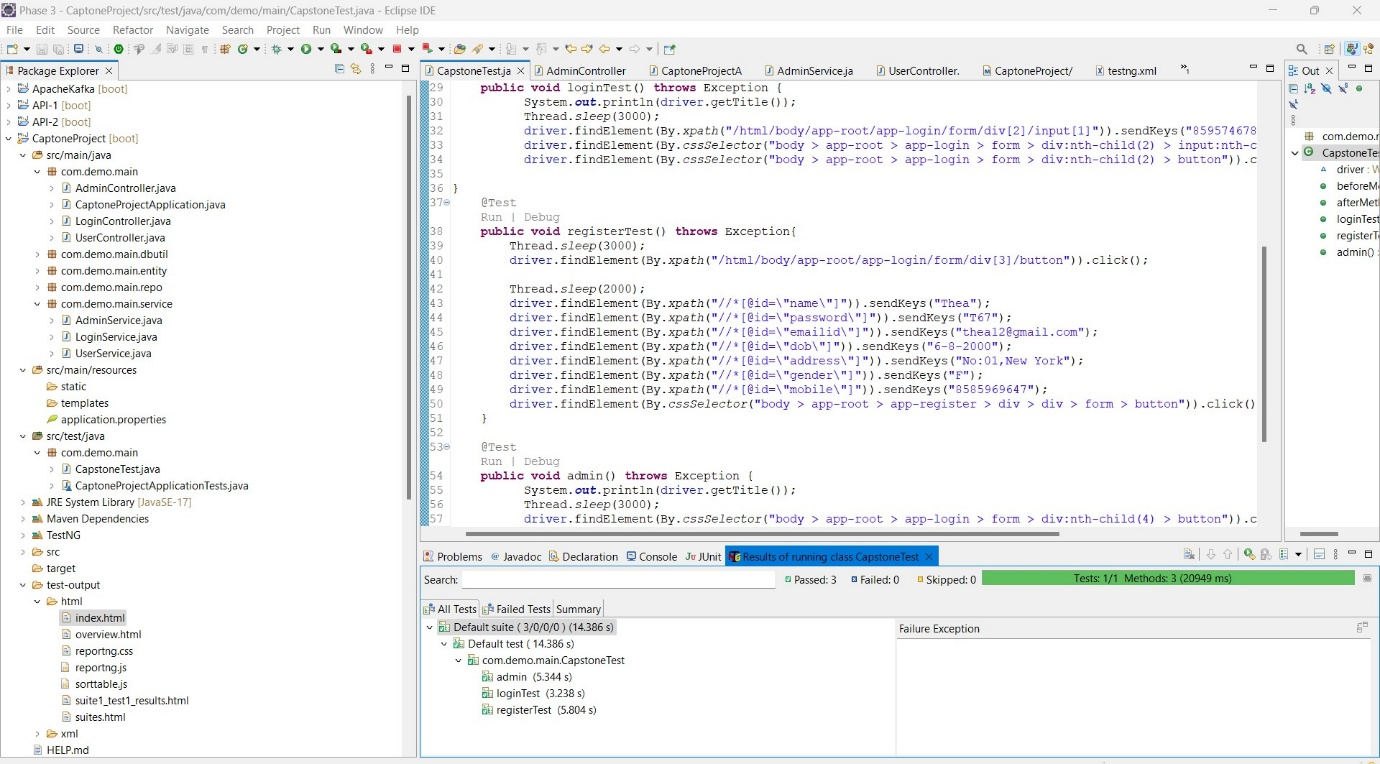 Phase 3 - CaptoneProject/src/test/java/com/demo/main/CapstoneTest.java - Eclipse IDE
File Edit Source Refactor Navigate Search Project Run Window Help
Package Explorer
ApacheKafka [boot]
API-1 [boot]
API-2 [boot]
CaptoneProject [boot]
src/main/java
com.demo.main
AdminController.java
CaptoneProjectApplication.java
LoginController.java
UserController.java
com.demo.main.dbutil
com.demo.main.entity
com.demo.main.repo
com.demo.main.service
AdminService.java
LoginService.java
UserService.java
src/main/resources
static
templates
application.properties
src/test/java
com.demo.main
CapstoneTest.java
CaptoneProjectApplicationTests.java
JRE System Library [JavaSE-17]
Maven Dependencies
TestNG
src
target
test-output
html
index.html
overview.html
reportng.css
reportng.js
sorttable.js
suite1_test1_results.html
suites.html
xml
HELP.md
CapstoneTest.ja AdminController CaptoneProjectA AdminService.ja UserController. CaptoneProject/ testng.xml »1
29 public void loginTest() throws Exception {
30 System.out.println(driver.getTitle());
31 Thread.sleep(3000);
32 driver.findElement(By.xpath("/html/body/app-root/app-login/form/div[2]/input[1]")).sendKeys("859574678
33 driver.findElement(By.cssSelector("body > app-root > app-login > form > div:nth-child(2) > input:nth-c
34 driver.findElement(By.cssSelector("body > app-root > app-login > form > div:nth-child(2) > button")).c
35
36 }
37 @Test
Run | Debug
38 public void registerTest() throws Exception{
39 Thread.sleep(3000);
40 driver.findElement(By.xpath("/html/body/app-root/app-login/form/div[3]/button")).click();
41
42 Thread.sleep(2000);
43 driver.findElement(By.xpath("//*[@id=\"name\"]")).sendKeys("Thea");
44 driver.findElement(By.xpath("//*[@id=\"password\"]")).sendKeys("T67");
45 driver.findElement(By.xpath("//*[@id=\"emailid\"]")).sendKeys("thea12@gmail.com");
46 driver.findElement(By.xpath("//*[@id=\"dob\"]")).sendKeys("6-8-2000");
47 driver.findElement(By.xpath("//*[@id=\"address\"]")).sendKeys("No:01,New York");
48 driver.findElement(By.xpath("//*[@id=\"gender\"]")).sendKeys("F");
49 driver.findElement(By.xpath("//*[@id=\"mobile\"]")).sendKeys("8585969647");
50 driver.findElement(By.cssSelector("body > app-root > app-register > div > div > form > button")).click()
51 }
52
53 @Test
Run | Debug
54 public void admin() throws Exception {
55 System.out.println(driver.getTitle());
56 Thread.sleep(3000);
57 driver.findElement(By.cssSelector("body > app-root > app-login > form > div:nth-child(4) > button")).c
Out
com.demo.r
CapstoneTe
driver : W
beforeM
afterMet
loginTest
registerT
admin() :
Problems Javadoc Declaration Console JUnit Results of running class CapstoneTest
Search: Passed: 3 Failed: 0 Skipped: 0 Tests: 1/1 Methods: 3 (20949 ms)
All Tests Failed Tests Summary
Default suite ( 3/0/0/0 ) (14.386 s)
Default test ( 14.386 s)
com.demo.main.CapstoneTest
admin (5.344 s)
loginTest (3.238 s)
registerTest (5.804 s)
Failure Exception